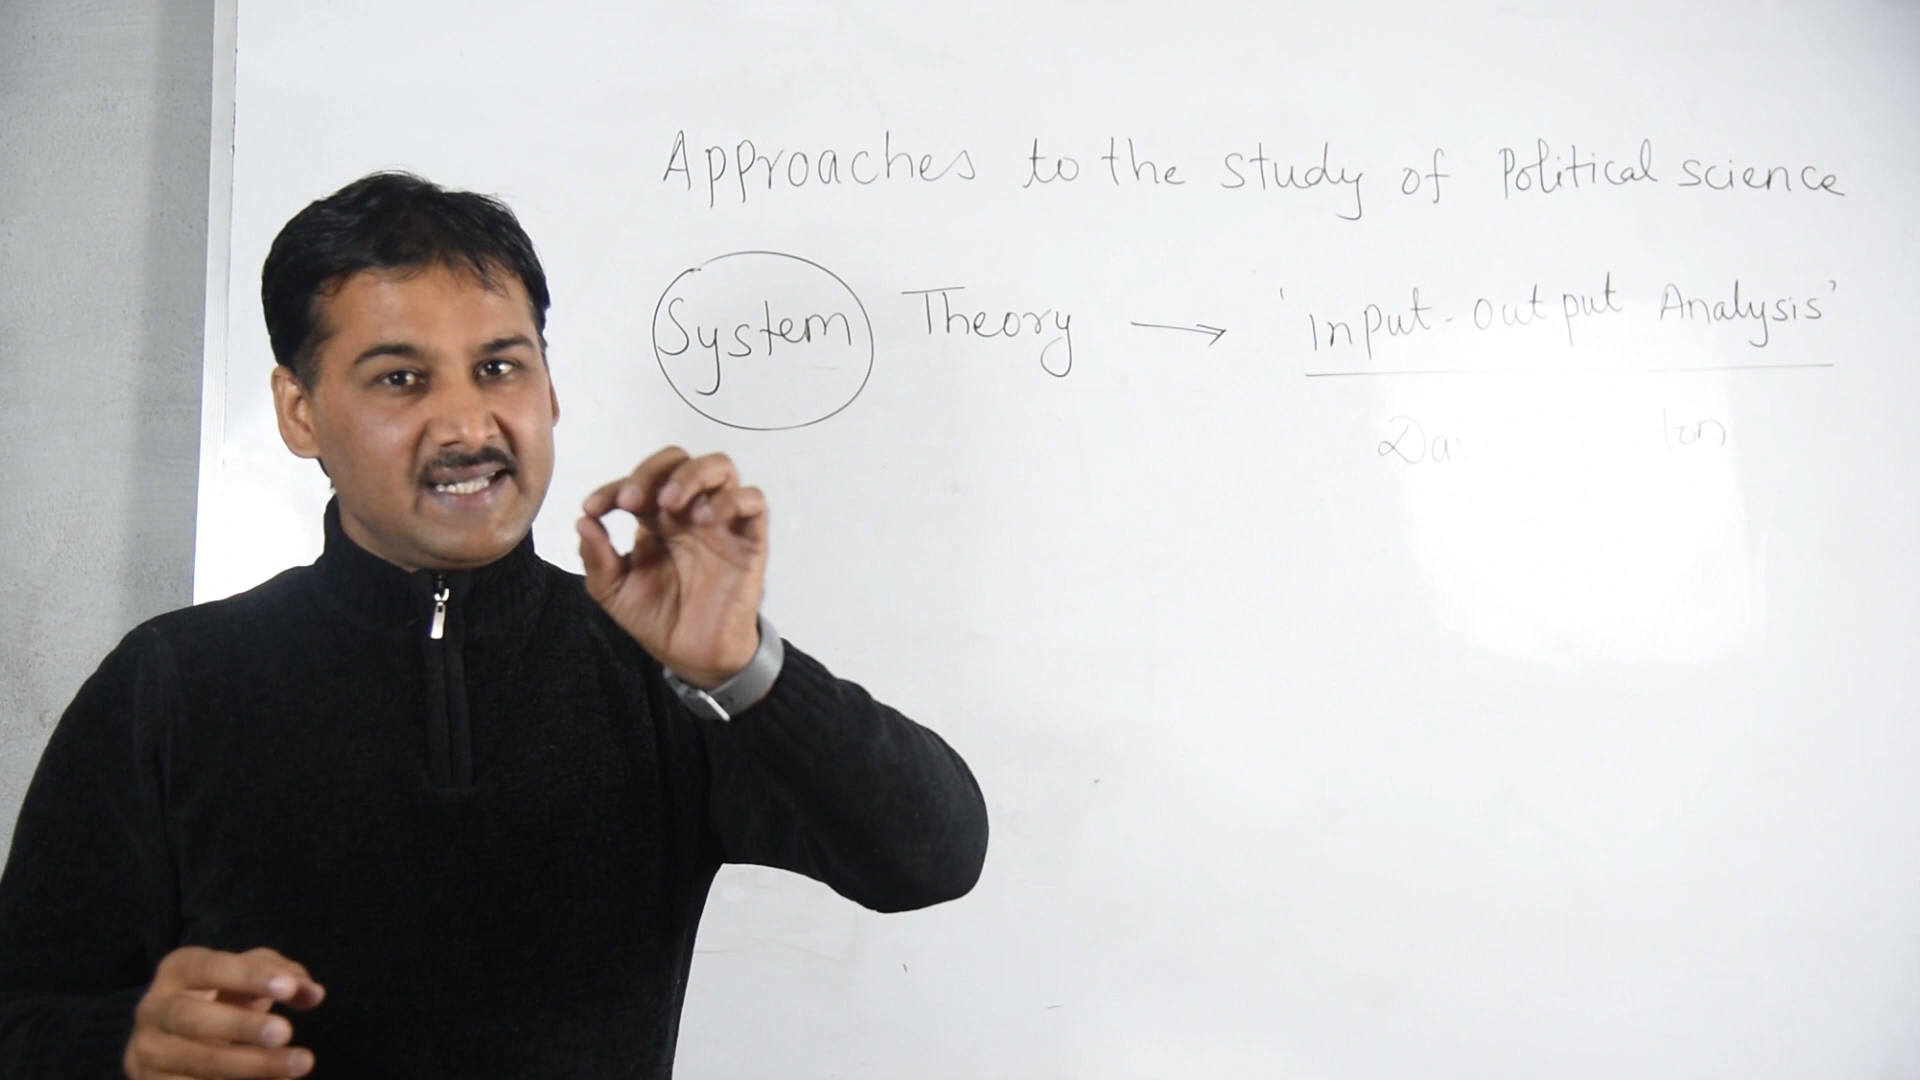 Approaches to the study of Political science
System Theory → 'Input-output Analysis'